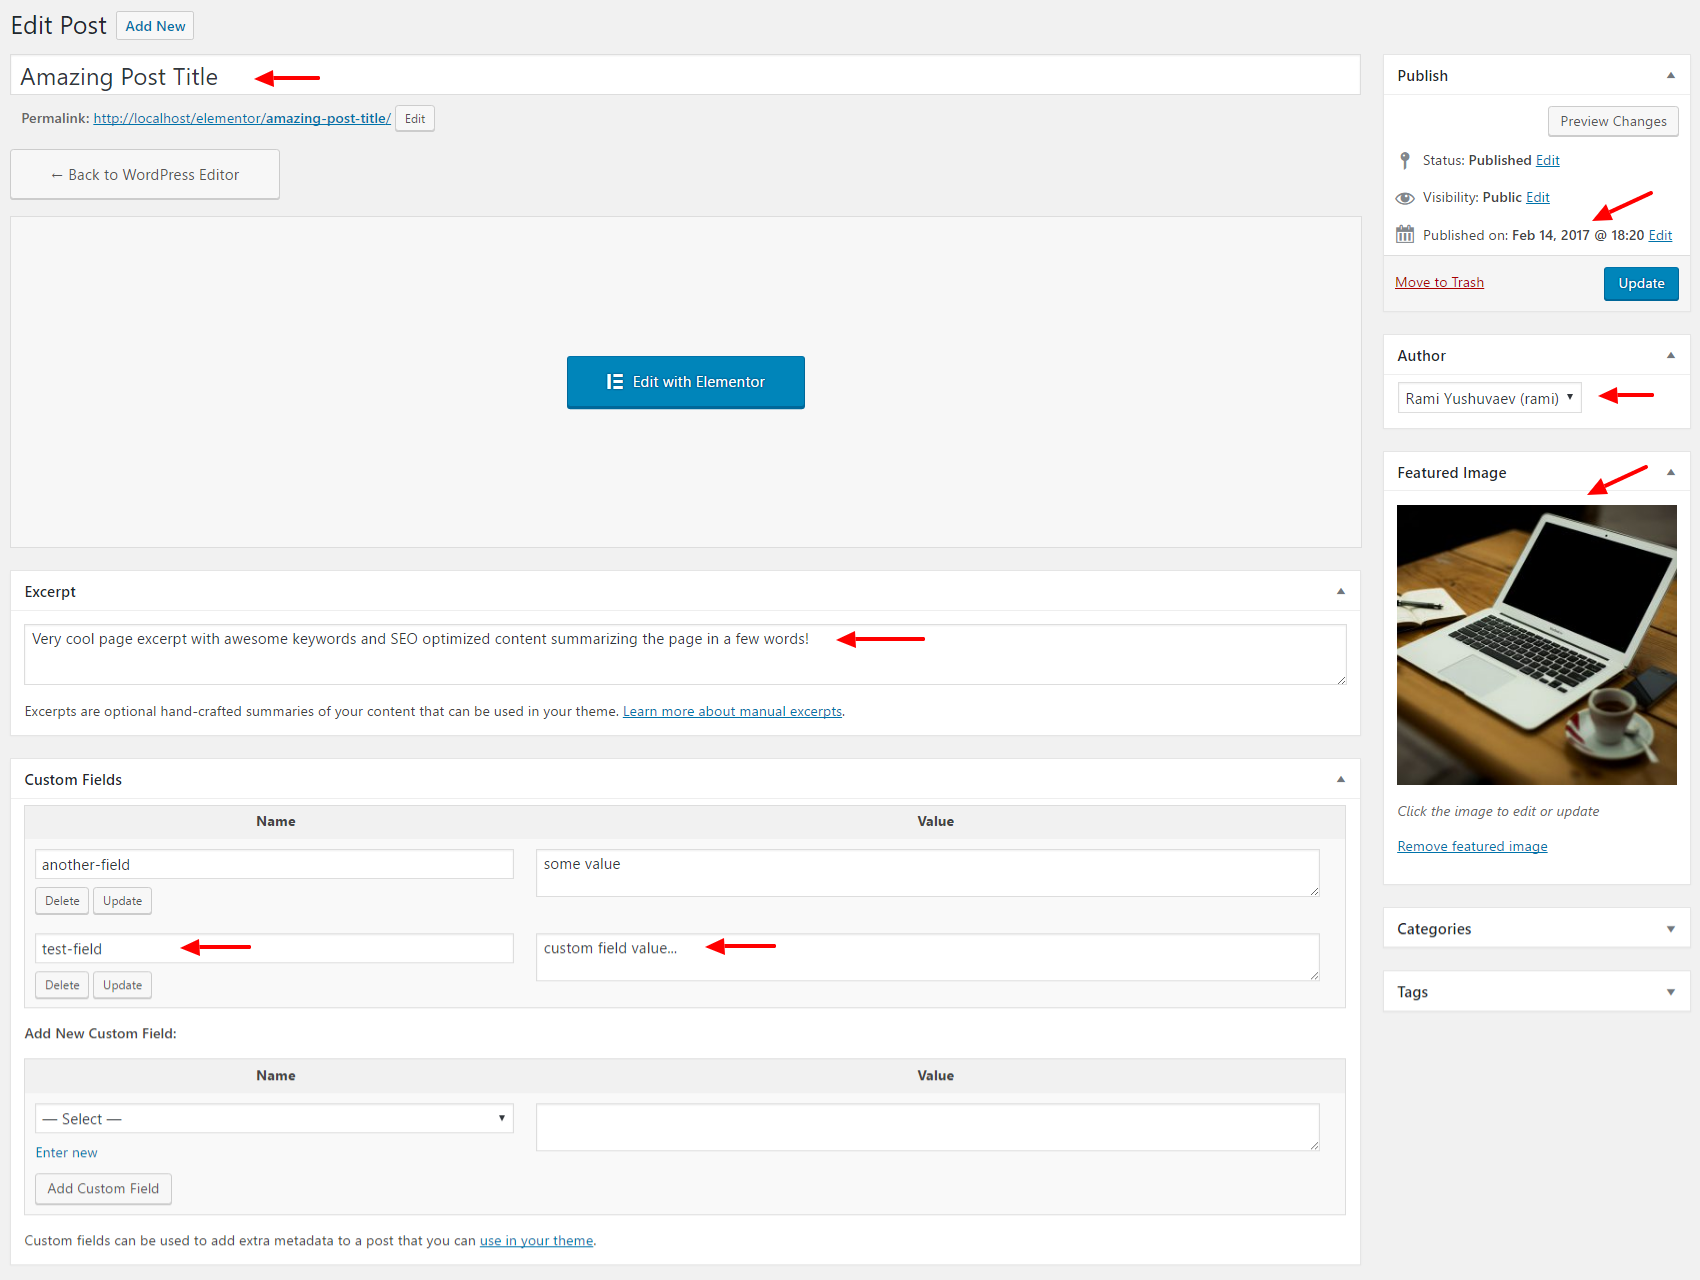 Edit Post Add New
Amazing Post Title
Permalink: http://localhost/elementor/amazing-post-title/ Edit
← Back to WordPress Editor
Edit with Elementor
Excerpt
Very cool page excerpt with awesome keywords and SEO optimized content summarizing the page in a few words!
Excerpts are optional hand-crafted summaries of your content that can be used in your theme. Learn more about manual excerpts.
Custom Fields
Name Value
another-field some value
Delete Update
test-field custom field value...
Delete Update
Add New Custom Field:
Name Value
— Select —
Enter new
Add Custom Field
Custom fields can be used to add extra metadata to a post that you can use in your theme.
Publish
Preview Changes
Status: Published Edit
Visibility: Public Edit
Published on: Feb 14, 2017 @ 18:20 Edit
Move to Trash Update
Author
Rami Yushuvaev (rami)
Featured Image
Click the image to edit or update
Remove featured image
Categories
Tags